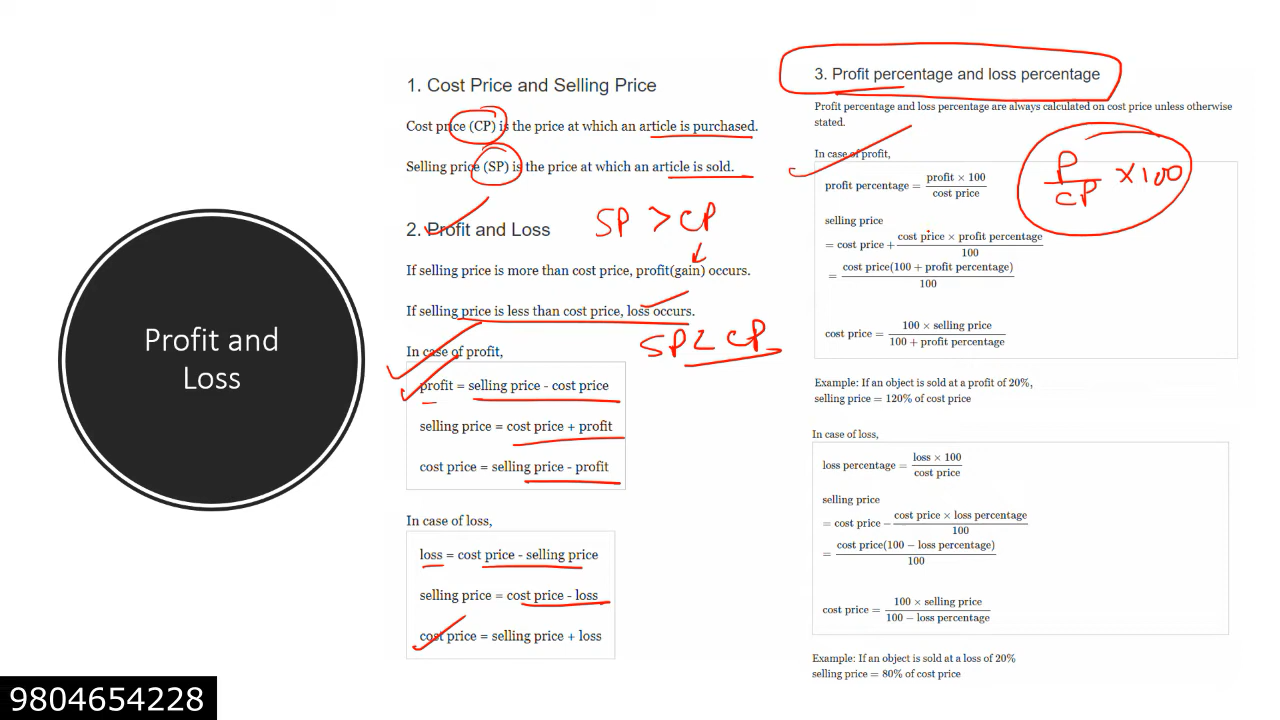 Profit and
Loss
1. Cost Price and Selling Price
Cost price (CP) is the price at which an article is purchased.
Selling price (SP) is the price at which an article is sold.
2. Profit and Loss
SP > CP
If selling price is more than cost price, profit(gain) occurs.
If selling price is less than cost price, loss occurs.
SP < CP
In case of profit,
profit = selling price - cost price
selling price = cost price + profit
cost price = selling price - profit
In case of loss,
loss = cost price - selling price
selling price = cost price - loss
cost price = selling price + loss
3. Profit percentage and loss percentage
Profit percentage and loss percentage are always calculated on cost price unless otherwise
stated.
In case of profit,
P/CP × 100
profit percentage = profit × 100 / cost price
selling price
= cost price + cost price × profit percentage / 100
= cost price(100 + profit percentage) / 100
cost price = 100 × selling price / 100 + profit percentage
Example: If an object is sold at a profit of 20%,
selling price = 120% of cost price
In case of loss,
loss percentage = loss × 100 / cost price
selling price
= cost price − cost price × loss percentage / 100
= cost price(100 − loss percentage) / 100
cost price = 100 × selling price / 100 − loss percentage
Example: If an object is sold at a loss of 20%
selling price = 80% of cost price
9804654228